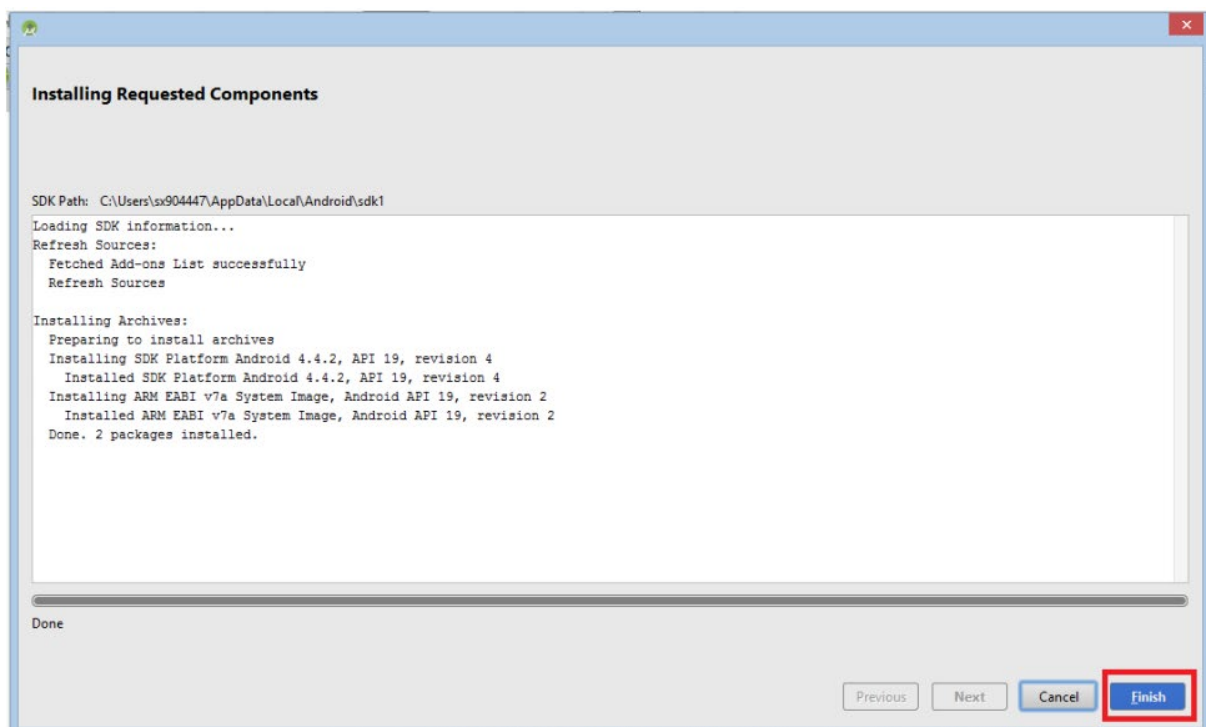 Installing Requested Components
SDK Path: C:\Users\sx904447\AppData\Local\Android\sdk1
Loading SDK information...
Refresh Sources:
Fetched Add-ons List successfully
Refresh Sources
Installing Archives:
Preparing to install archives
Installing SDK Platform Android 4.4.2, API 19, revision 4
Installed SDK Platform Android 4.4.2, API 19, revision 4
Installing ARM EABI v7a System Image, Android API 19, revision 2
Installed ARM EABI v7a System Image, Android API 19, revision 2
Done. 2 packages installed.
Done
Previous Next Cancel Finish